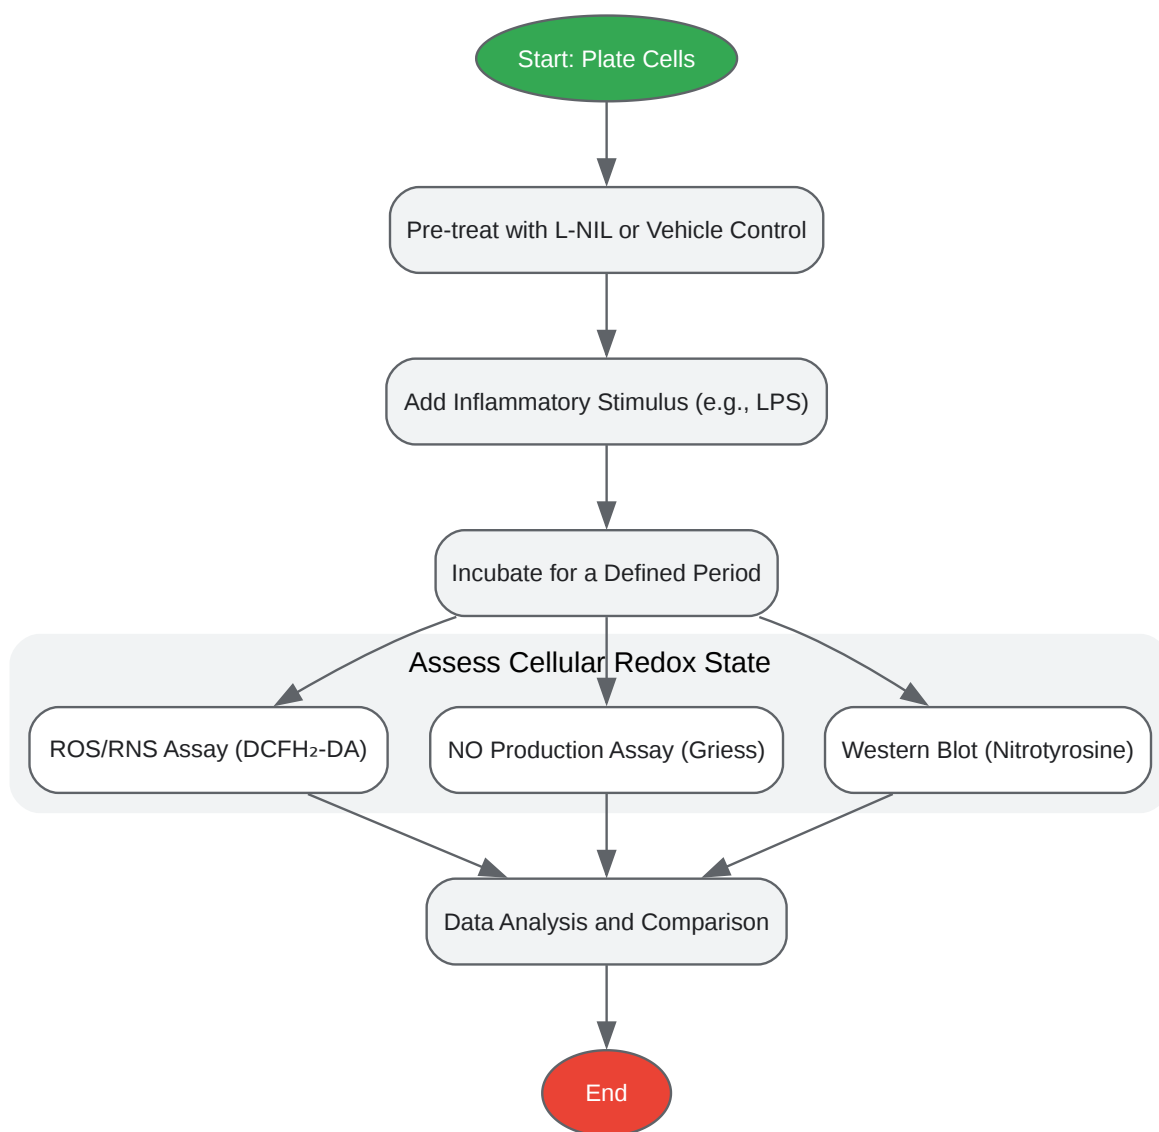 Start: Plate Cells
Pre-treat with L-NIL or Vehicle Control
Add Inflammatory Stimulus (e.g., LPS)
Incubate for a Defined Period
Assess Cellular Redox State
ROS/RNS Assay (DCFH₂-DA)
NO Production Assay (Griess)
Western Blot (Nitrotyrosine)
Data Analysis and Comparison
End